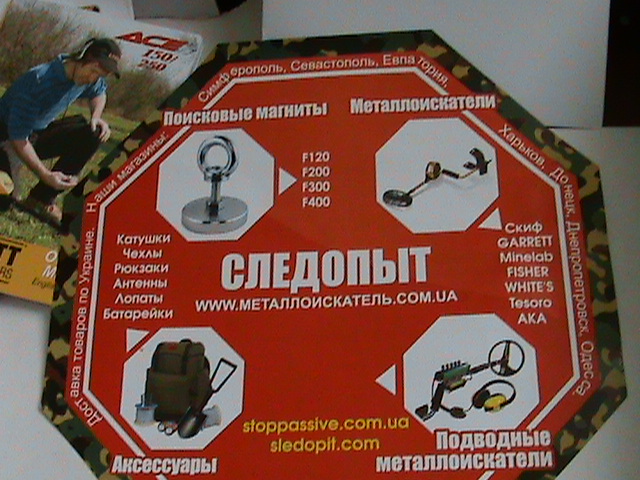 ACE
150/
250
Наши магазины: Симферополь, Севастополь, Евпатория,
Харьков, Донецк, Днепропетровск, Одесса.
Поисковые магниты
Металлоискатели
F120
F200
F300
F400
Катушки
Чехлы
Рюкзаки
Антенны
Лопаты
Батарейки
Скиф
GARRETT
Minelab
FISHER
WHITE'S
Tesoro
AKA
СЛЕДОПЫТ
WWW.МЕТАЛЛОИСКАТЕЛЬ.COM.UA
Доставка товаров по Украине.
stoppassive.com.ua
sledopit.com
Аксессуары
Подводные
металлоискатели